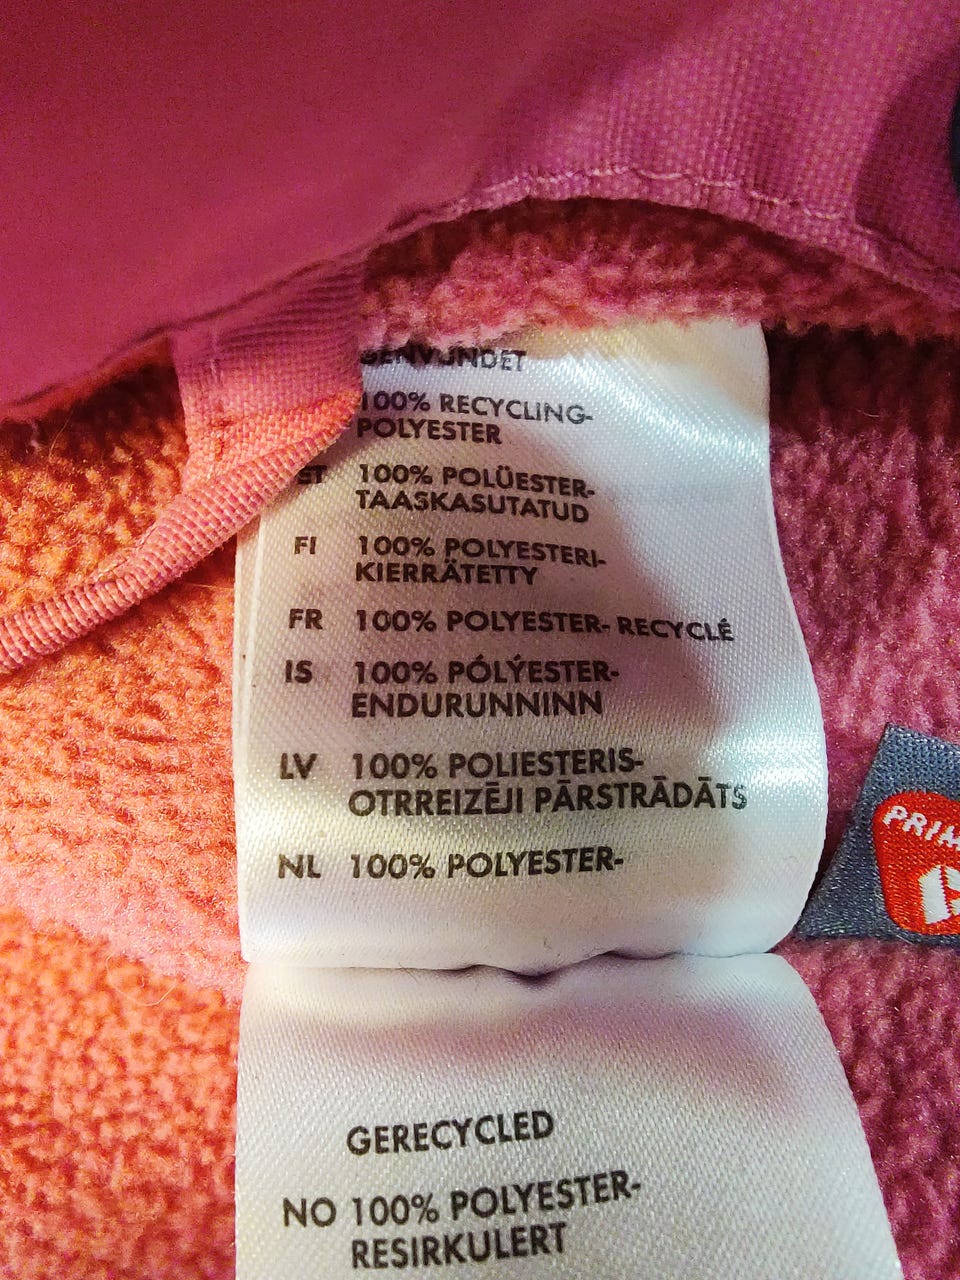 GENVUNDET
100% RECYCLING-
POLYESTER
ET 100% POLÜESTER-
TAASKASUTATUD
FI 100% POLYESTERI-
KIERRÄTETTY
FR 100% POLYESTER- RECYCLÉ
IS 100% PÓLÝESTER-
ENDURUNNINN
LV 100% POLIESTERIS-
OTRREIZĒJI PĀRSTRĀDĀTS
NL 100% POLYESTER-
GERECYCLED
NO 100% POLYESTER-
RESIRKULERT